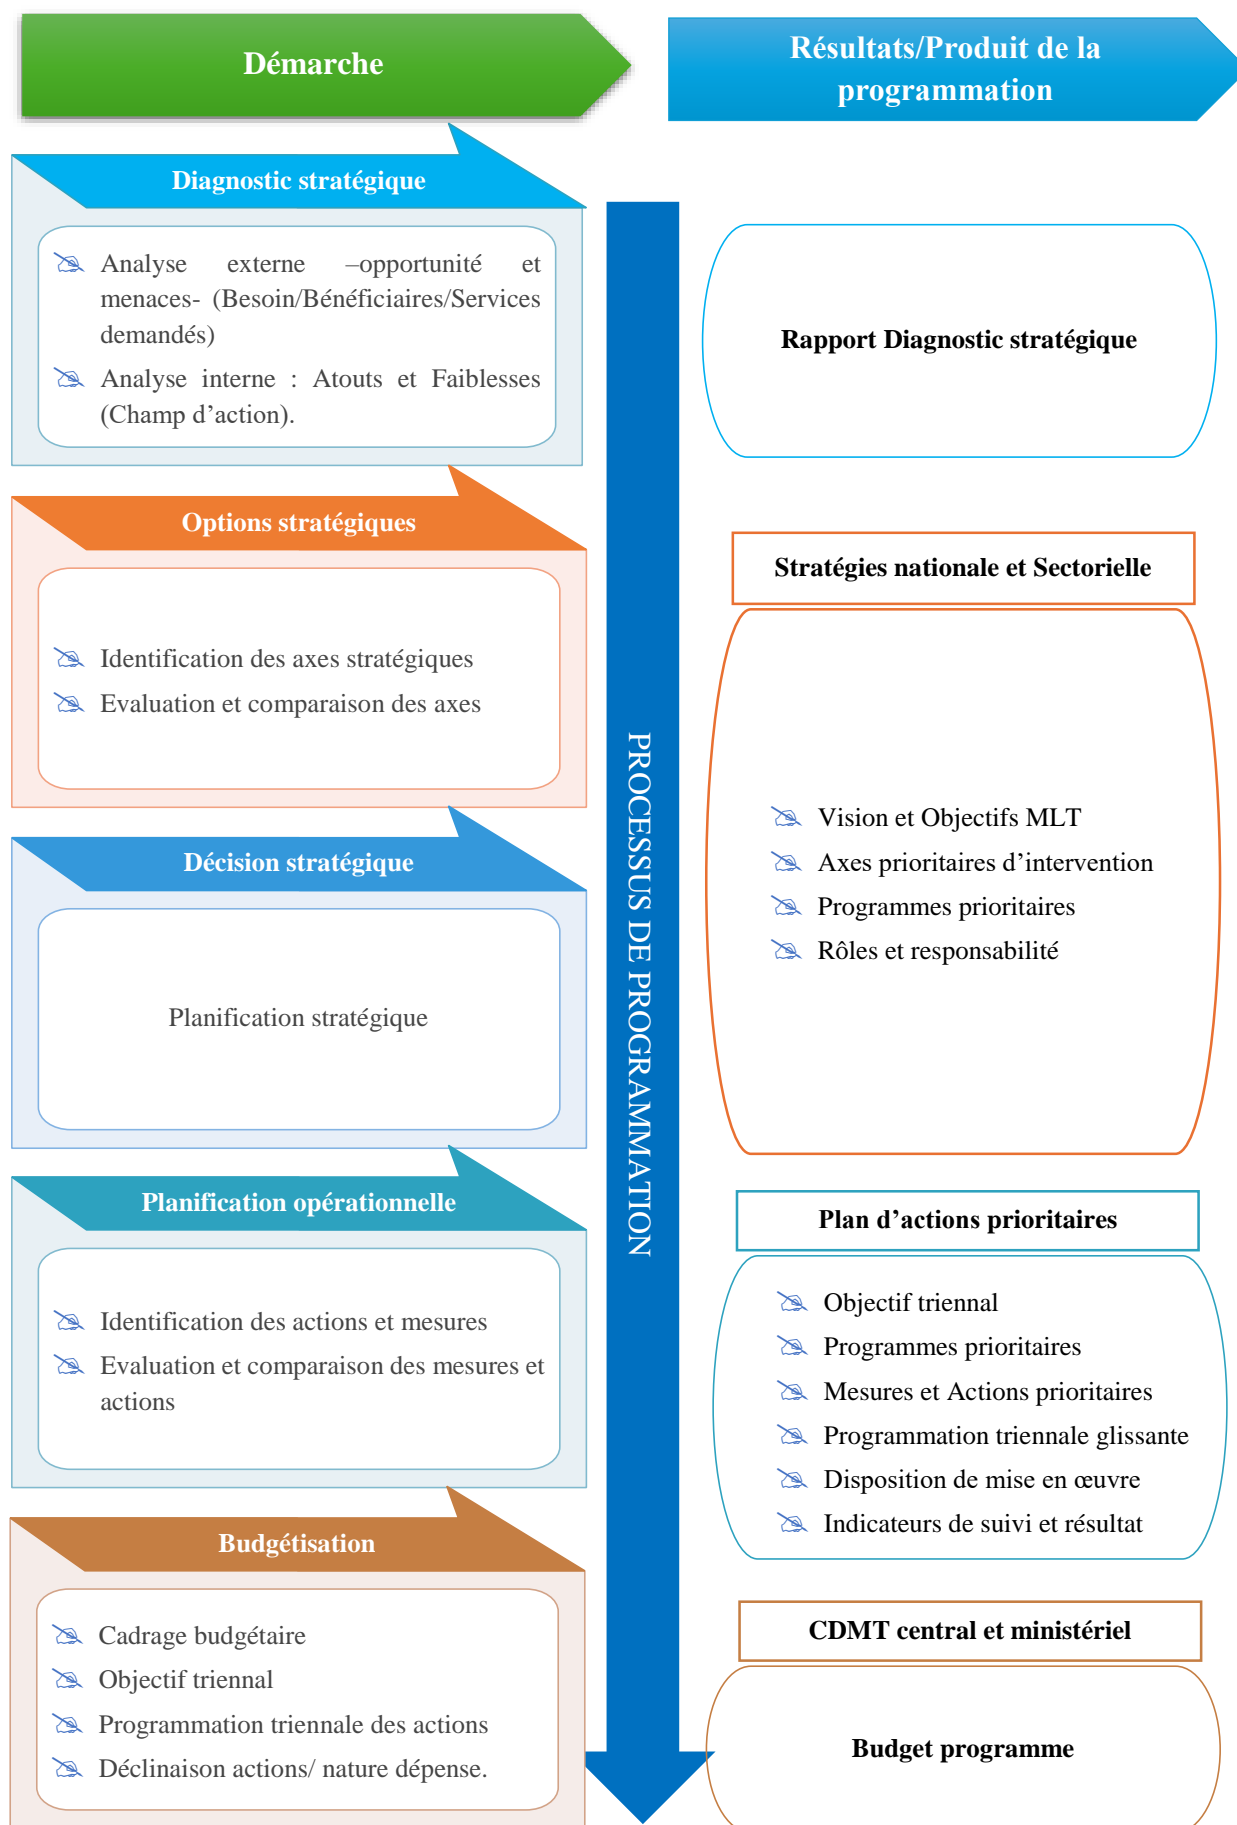 Démarche
Résultats/Produit de la
programmation
Diagnostic stratégique
Analyse externe –opportunité et
menaces- (Besoin/Bénéficiaires/Services
demandés)
Analyse interne : Atouts et Faiblesses
(Champ d’action).
Rapport Diagnostic stratégique
Options stratégiques
Identification des axes stratégiques
Evaluation et comparaison des axes
Stratégies nationale et Sectorielle
Vision et Objectifs MLT
Axes prioritaires d’intervention
Programmes prioritaires
Rôles et responsabilité
Décision stratégique
Planification stratégique
PROCESSUS DE PROGRAMMATION
Planification opérationnelle
Identification des actions et mesures
Evaluation et comparaison des mesures et
actions
Plan d’actions prioritaires
Objectif triennal
Programmes prioritaires
Mesures et Actions prioritaires
Programmation triennale glissante
Disposition de mise en œuvre
Indicateurs de suivi et résultat
Budgétisation
Cadrage budgétaire
Objectif triennal
Programmation triennale des actions
Déclinaison actions/ nature dépense.
CDMT central et ministériel
Budget programme